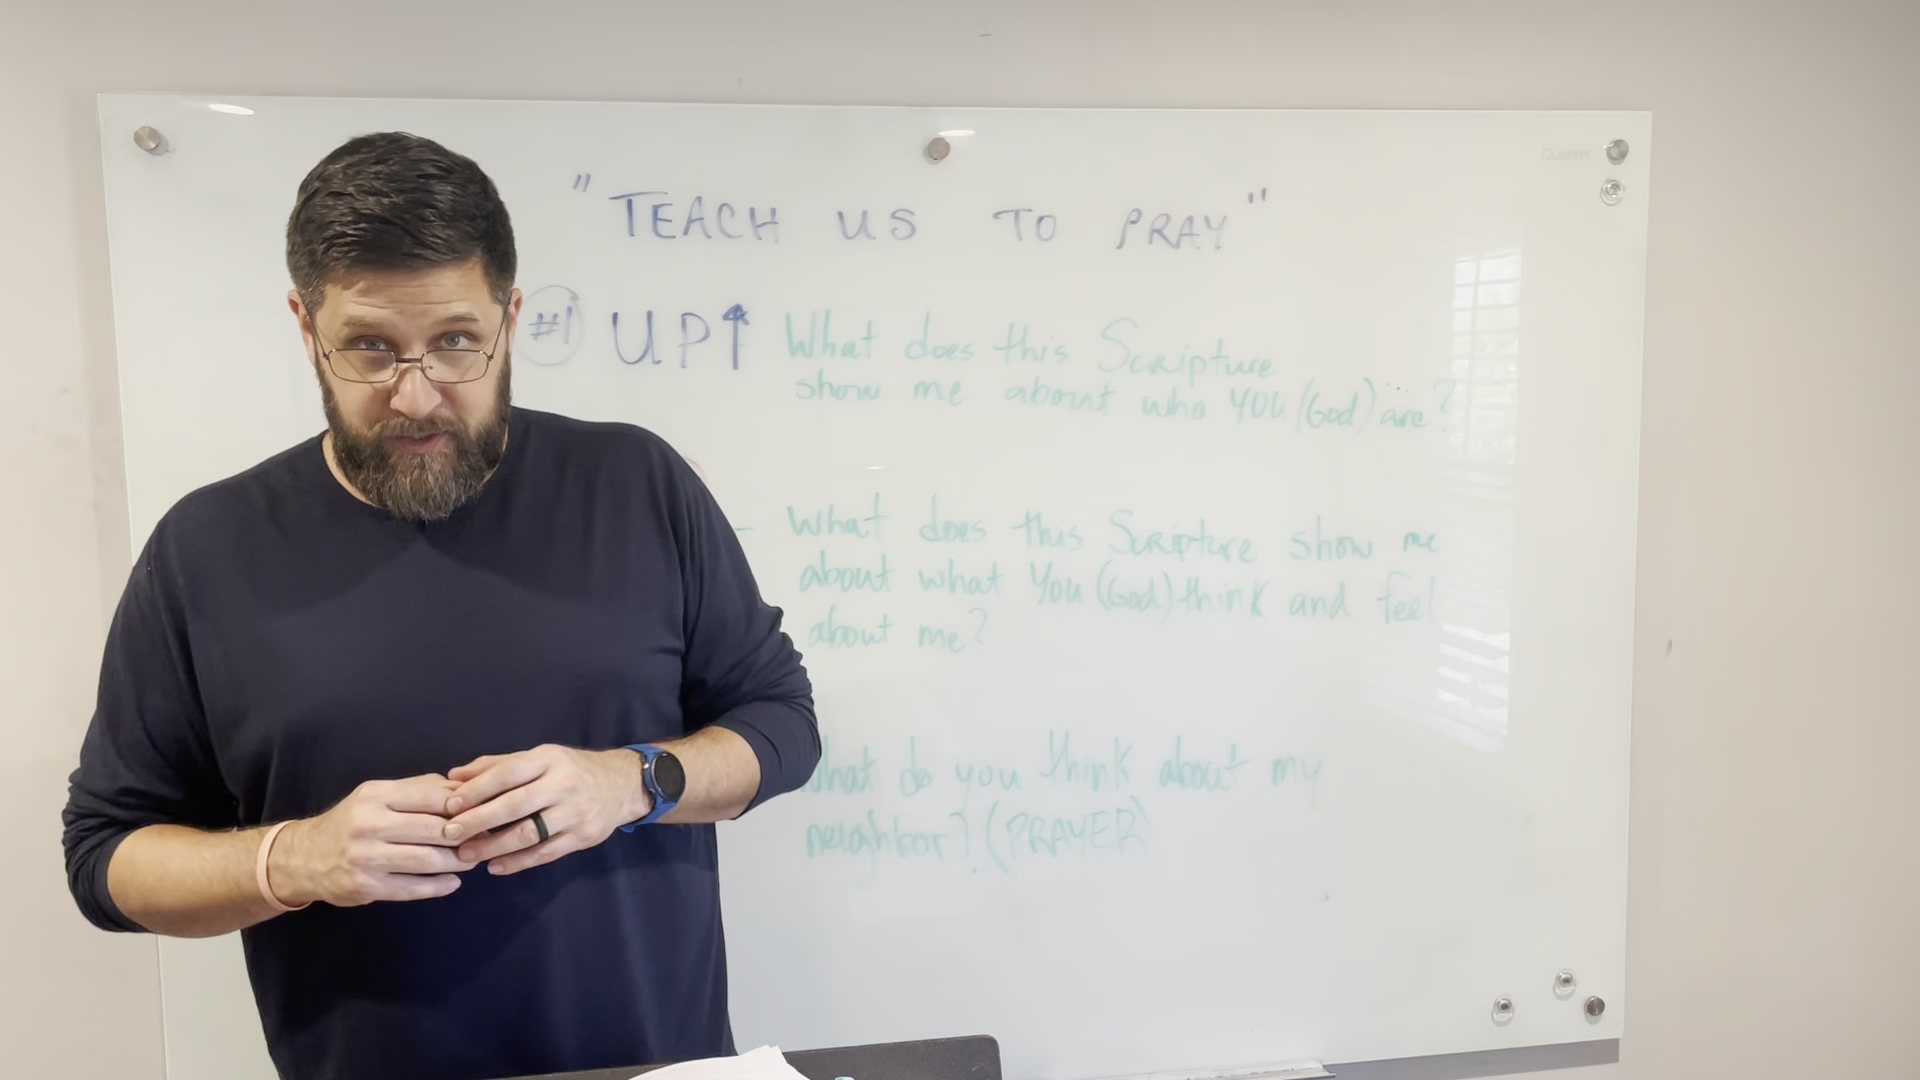 Quartet
"TEACH US TO PRAY"
#1 UP↑ What does this Scripture
show me about who YOU (God) are?
What does this Scripture show me
about what You (God) think and feel
about me?
What do you think about my
neighbor? (PRAYER)